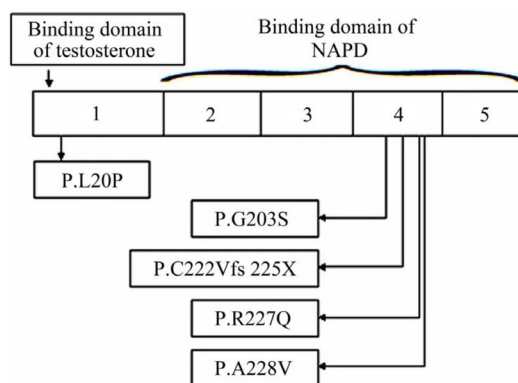 Binding domain
of testosterone
Binding domain of
NAPD
1 2 3 4 5
P.L20P
P.G203S
P.C222Vfs 225X
P.R227Q
P.A228V